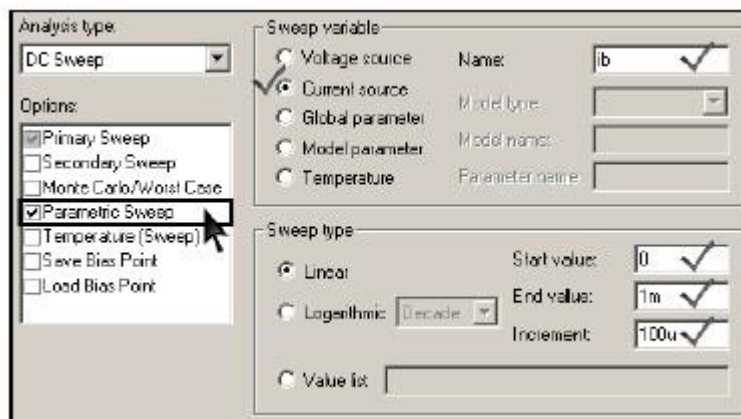 Analysis type:
DC Sweep
Options:
Primary Sweep
Secondary Sweep
Monte Carlo/Worst Case
Parametric Sweep
Temperature (Sweep)
Save Bias Point
Load Bias Point
Sweep variable
Voltage source
Current source
Global parameter
Model parameter
Temperature
Name:
ib
Model type:
Model name:
Parameter name:
Sweep type
Linear
Logarithmic
Decade
Value list
Start value:
0
End value:
1m
Increment:
100u